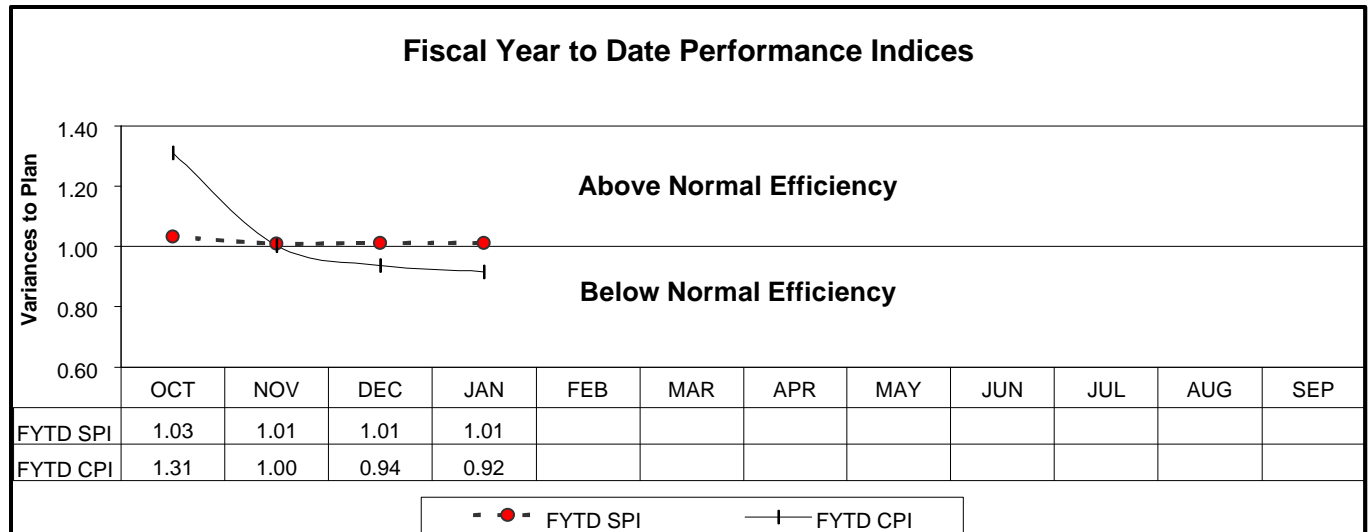 Fiscal Year to Date Performance Indices
1.40
1.20
1.00
0.80
0.60
Variances to Plan
Above Normal Efficiency
Below Normal Efficiency
OCT NOV DEC JAN FEB MAR APR MAY JUN JUL AUG SEP
FYTD SPI 1.03 1.01 1.01 1.01
FYTD CPI 1.31 1.00 0.94 0.92
FYTD SPI FYTD CPI